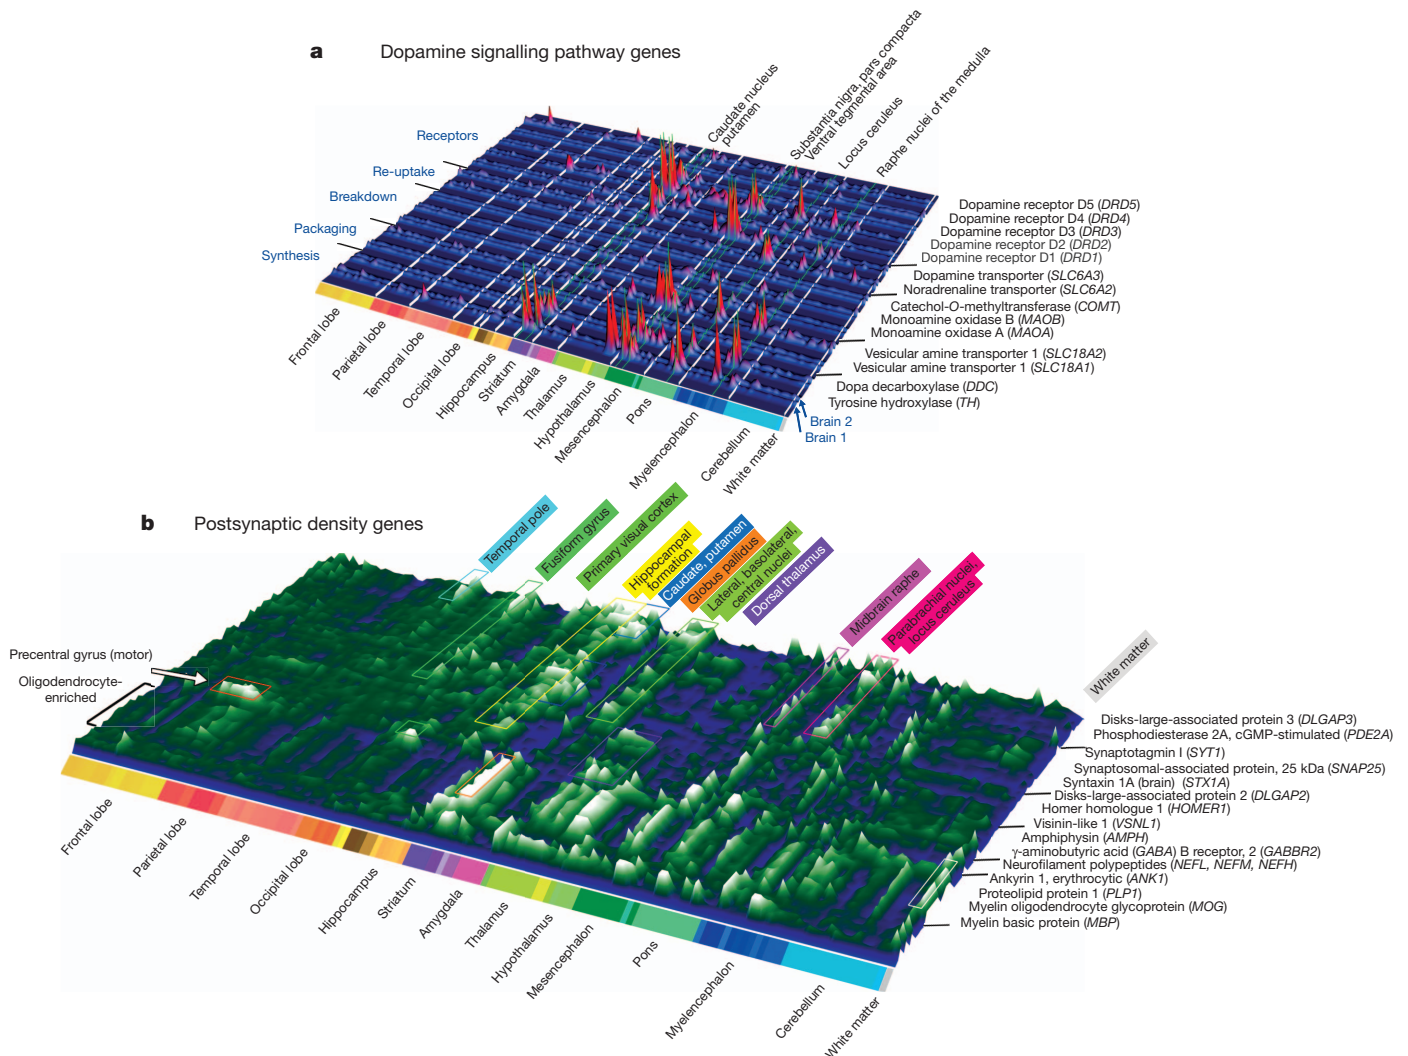 a Dopamine signalling pathway genes
Caudate nucleus
putamen
Substantia nigra, pars compacta
Ventral tegmental area
Locus ceruleus
Raphe nuclei of the medulla
Receptors
Re-uptake
Breakdown
Packaging
Synthesis
Dopamine receptor D5 (DRD5)
Dopamine receptor D4 (DRD4)
Dopamine receptor D3 (DRD3)
Dopamine receptor D2 (DRD2)
Dopamine receptor D1 (DRD1)
Dopamine transporter (SLC6A3)
Noradrenaline transporter (SLC6A2)
Catechol-O-methyltransferase (COMT)
Monoamine oxidase B (MAOB)
Monoamine oxidase A (MAOA)
Vesicular amine transporter 1 (SLC18A2)
Vesicular amine transporter 1 (SLC18A1)
Dopa decarboxylase (DDC)
Tyrosine hydroxylase (TH)
Brain 2
Brain 1
Frontal lobe
Parietal lobe
Temporal lobe
Occipital lobe
Hippocampus
Striatum
Amygdala
Thalamus
Hypothalamus
Mesencephalon
Pons
Myelencephalon
Cerebellum
White matter
b Postsynaptic density genes
Temporal pole
Fusiform gyrus
Primary visual cortex
Hippocampal
formation
Caudate, putamen
Globus pallidus
Lateral, basolateral,
central nuclei
Dorsal thalamus
Midbrain raphe
Parabrachial nuclei,
locus ceruleus
White matter
Precentral gyrus (motor)
Oligodendrocyte-
enriched
Disks-large-associated protein 3 (DLGAP3)
Phosphodiesterase 2A, cGMP-stimulated (PDE2A)
Synaptotagmin I (SYT1)
Synaptosomal-associated protein, 25 kDa (SNAP25)
Syntaxin 1A (brain) (STX1A)
Disks-large-associated protein 2 (DLGAP2)
Homer homologue 1 (HOMER1)
Visinin-like 1 (VSNL1)
Amphiphysin (AMPH)
γ-aminobutyric acid (GABA) B receptor, 2 (GABBR2)
Neurofilament polypeptides (NEFL, NEFM, NEFH)
Ankyrin 1, erythrocytic (ANK1)
Proteolipid protein 1 (PLP1)
Myelin oligodendrocyte glycoprotein (MOG)
Myelin basic protein (MBP)
Frontal lobe
Parietal lobe
Temporal lobe
Occipital lobe
Hippocampus
Striatum
Amygdala
Thalamus
Hypothalamus
Mesencephalon
Pons
Myelencephalon
Cerebellum
White matter